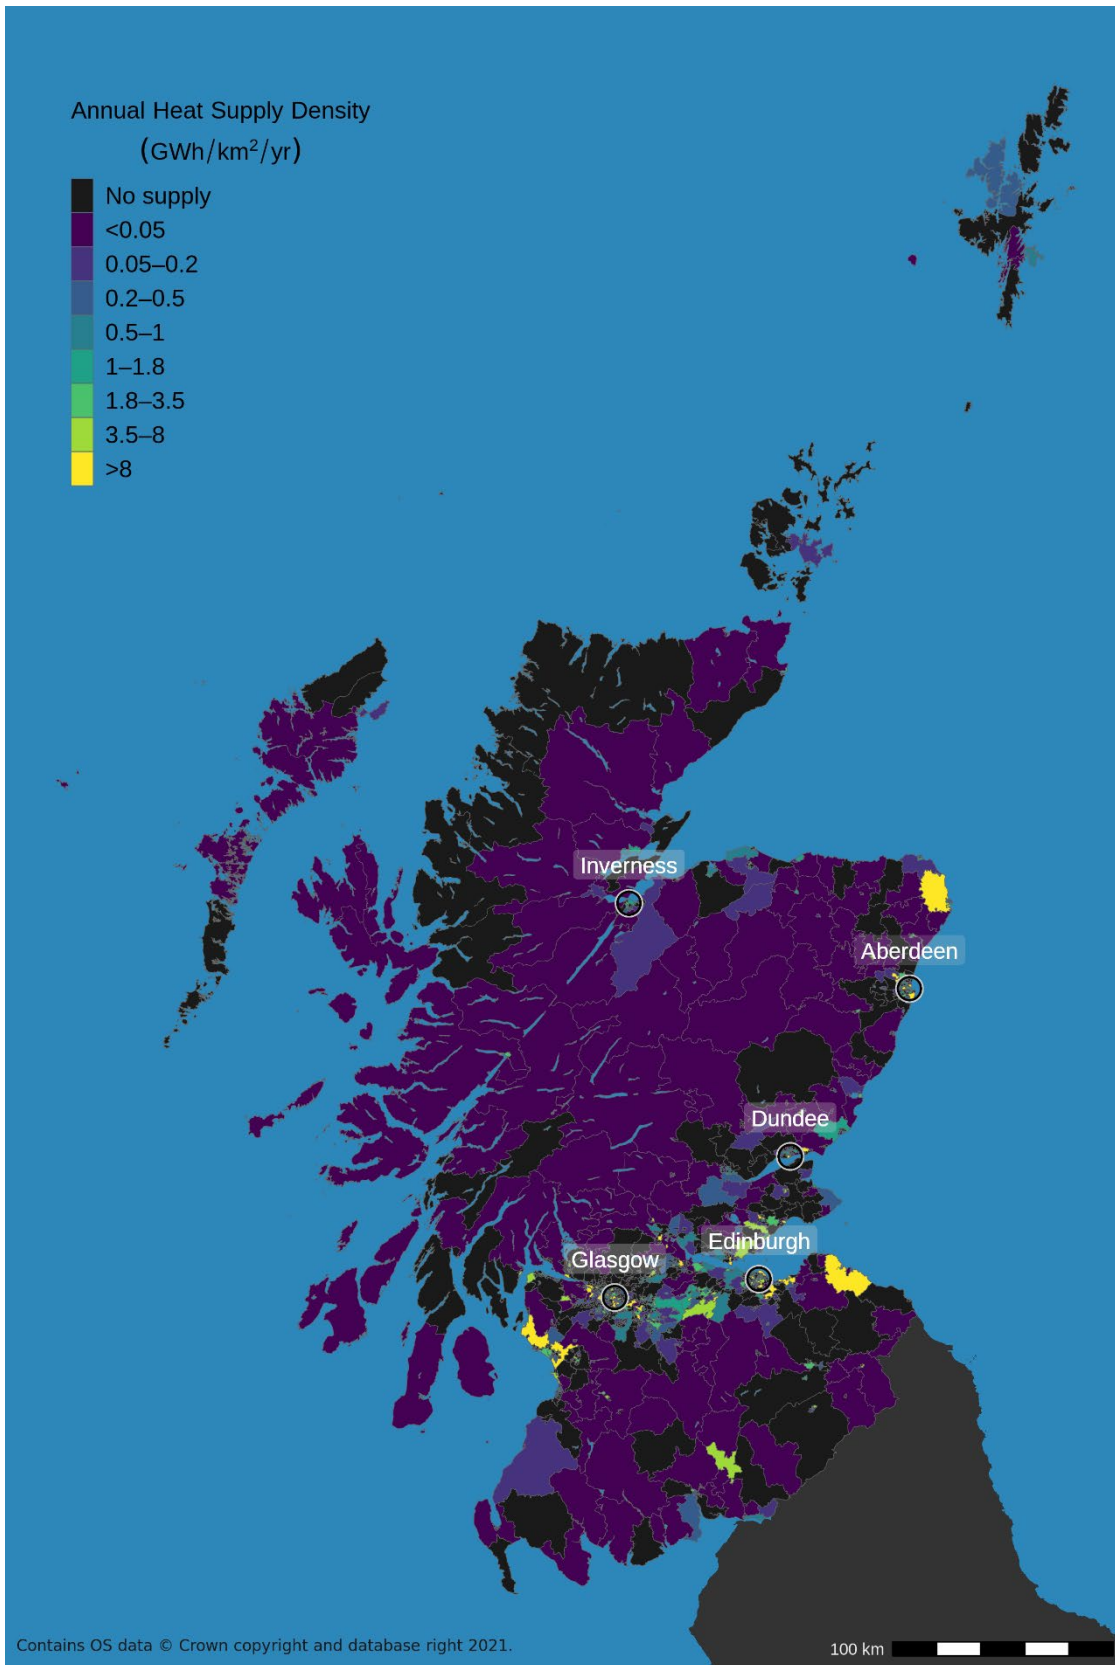 Annual Heat Supply Density
(GWh/km²/yr)
No supply
<0.05
0.05–0.2
0.2–0.5
0.5–1
1–1.8
1.8–3.5
3.5–8
>8
Inverness
Aberdeen
Dundee
Edinburgh
Glasgow
Contains OS data © Crown copyright and database right 2021.
100 km